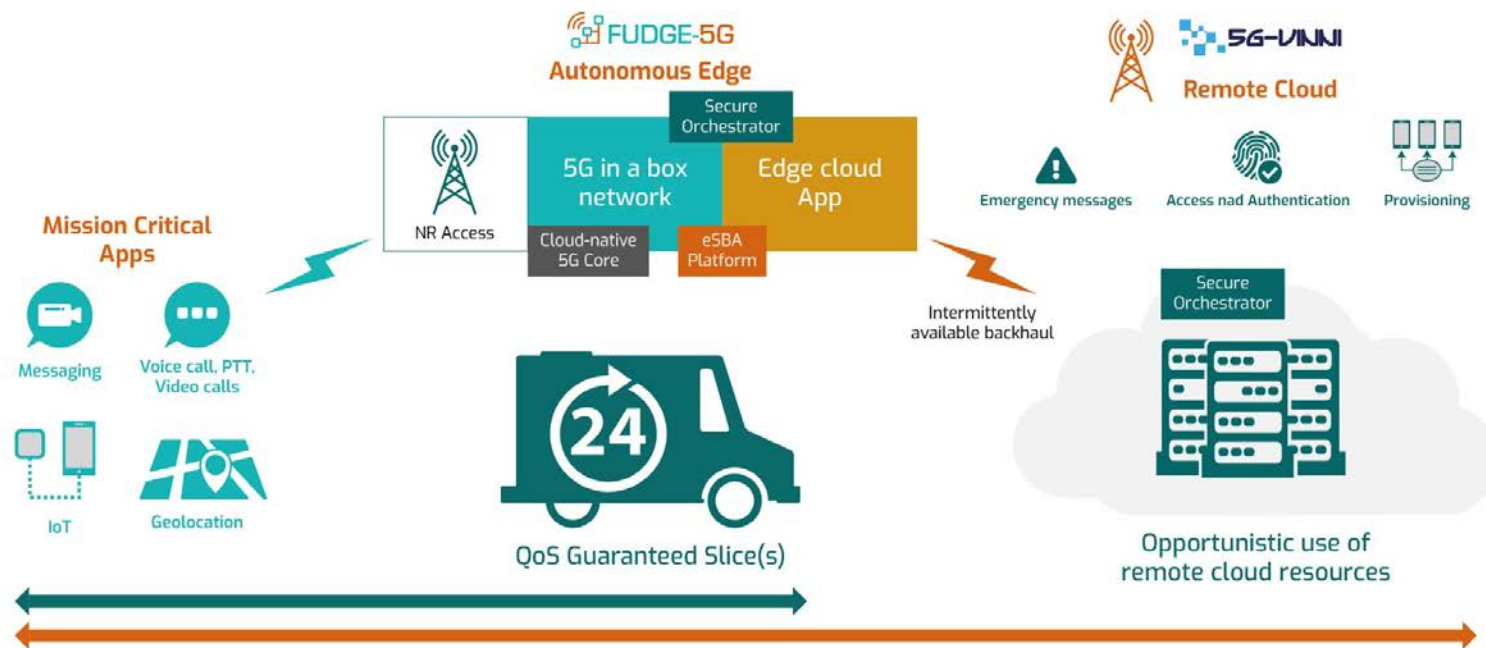 FUDGE-5G
Autonomous Edge
5G-VINNI
Remote Cloud
Secure
Orchestrator
5G in a box
network
Edge cloud
App
NR Access
Cloud-native
5G Core
eSBA
Platform
Emergency messages
Access nad Authentication
Provisioning
Mission Critical
Apps
Messaging
Voice call, PTT,
Video calls
IoT
Geolocation
Intermittently
available backhaul
Secure
Orchestrator
24
QoS Guaranteed Slice(s)
Opportunistic use of
remote cloud resources